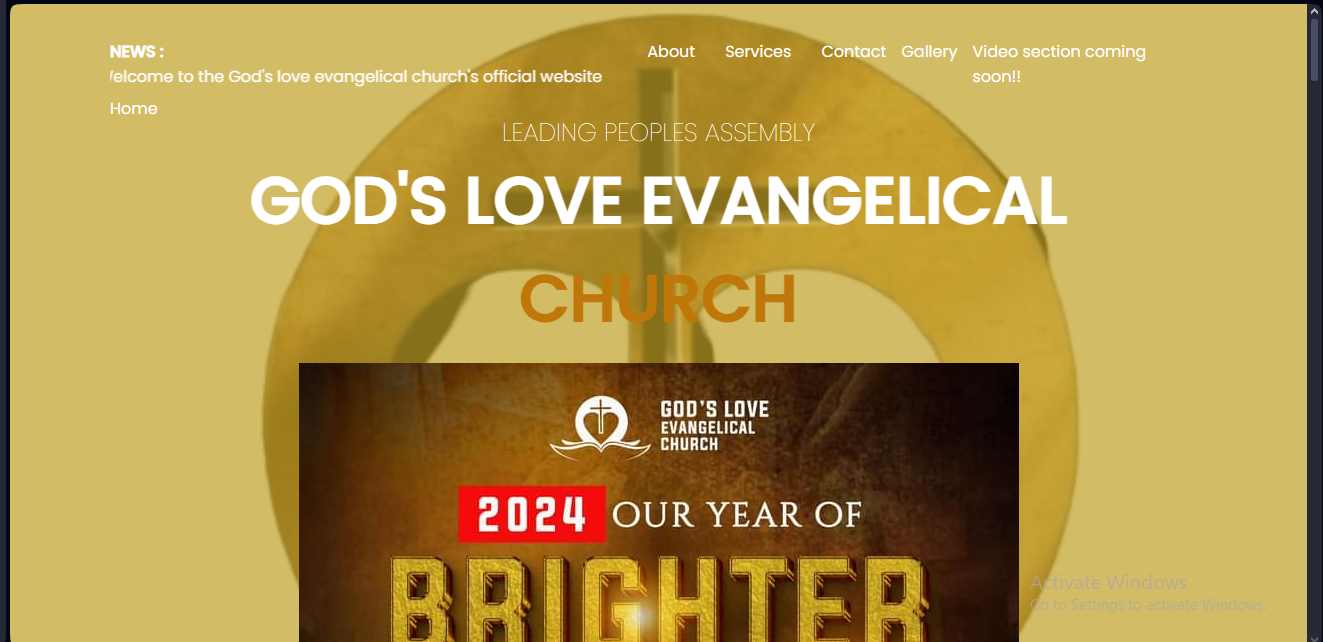 NEWS :
elcome to the God's love evangelical church's official website
Home
About Services Contact Gallery Video section coming
soon!!
LEADING PEOPLES ASSEMBLY
GOD'S LOVE EVANGELICAL
CHURCH
GOD'S LOVE
EVANGELICAL
CHURCH
2024 OUR YEAR OF
BRIGHTER
Activate Windows
Go to Settings to activate Windows.